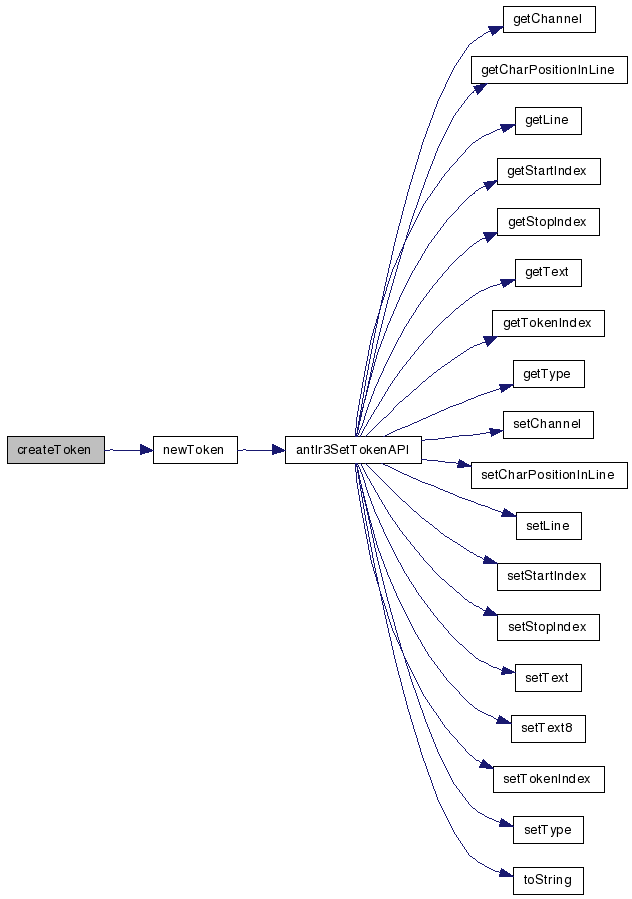 getChannel
getCharPositionInLine
getLine
getStartIndex
getStopIndex
getText
getTokenIndex
getType
setChannel
createToken
newToken
antlr3SetTokenAPI
setCharPositionInLine
setLine
setStartIndex
setStopIndex
setText
setText8
setTokenIndex
setType
toString